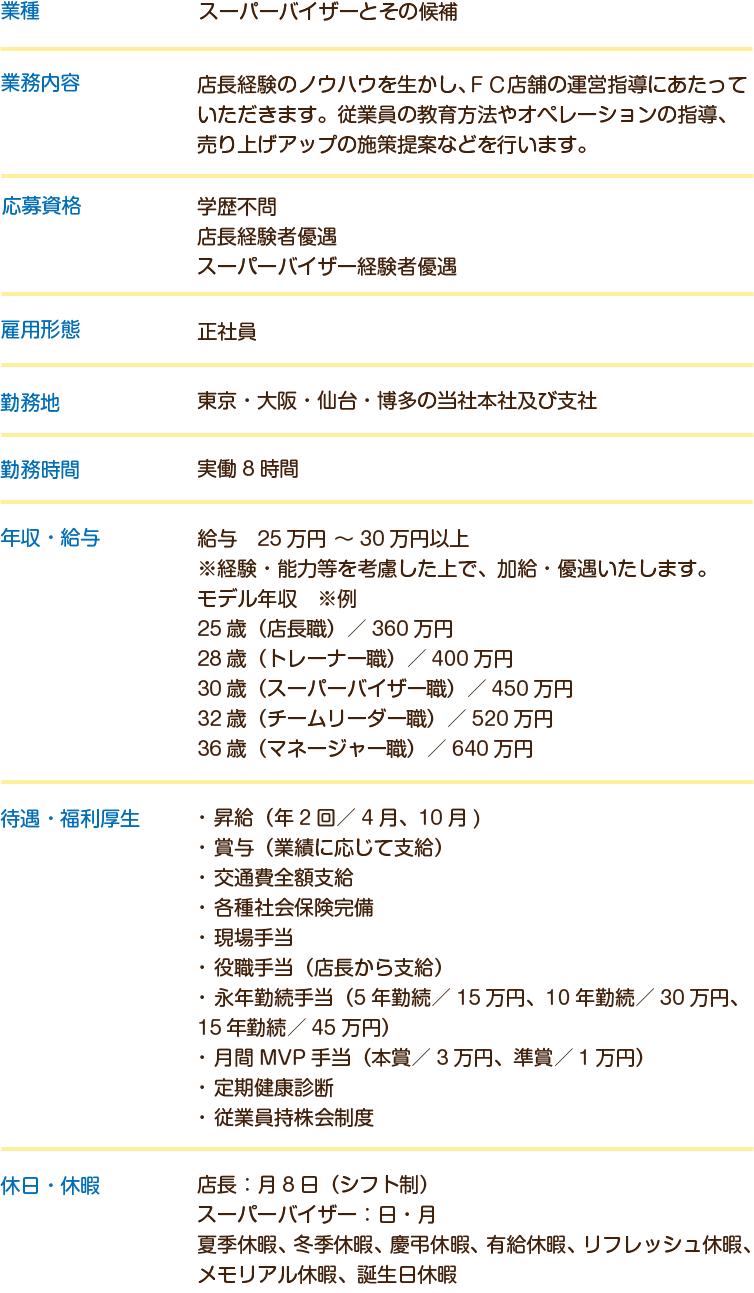 業種
スーパーバイザーとその候補
業務内容
店長経験のノウハウを生かし、ＦＣ店舗の運営指導にあたって
いただきます。従業員の教育方法やオペレーションの指導、
売り上げアップの施策提案などを行います。
応募資格
学歴不問
店長経験者優遇
スーパーバイザー経験者優遇
雇用形態
正社員
勤務地
東京・大阪・仙台・博多の当社本社及び支社
勤務時間
実働 8 時間
年収・給与
給与　25 万円 ～ 30 万円以上
※経験・能力等を考慮した上で、加給・優遇いたします。
モデル年収　※例
25 歳（店長職）／ 360 万円
28 歳（トレーナー職）／ 400 万円
30 歳（スーパーバイザー職）／ 450 万円
32 歳（チームリーダー職）／ 520 万円
36 歳（マネージャー職）／ 640 万円
待遇・福利厚生
・昇給（年 2 回／ 4 月、10 月 )
・賞与（業績に応じて支給）
・交通費全額支給
・各種社会保険完備
・現場手当
・役職手当（店長から支給）
・永年勤続手当（5 年勤続／ 15 万円、10 年勤続／ 30 万円、
15 年勤続／ 45 万円）
・月間 MVP 手当（本賞／ 3 万円、準賞／ 1 万円）
・定期健康診断
・従業員持株会制度
休日・休暇
店長：月 8 日（シフト制）
スーパーバイザー：日・月
夏季休暇、冬季休暇、慶弔休暇、有給休暇、リフレッシュ休暇、
メモリアル休暇、誕生日休暇